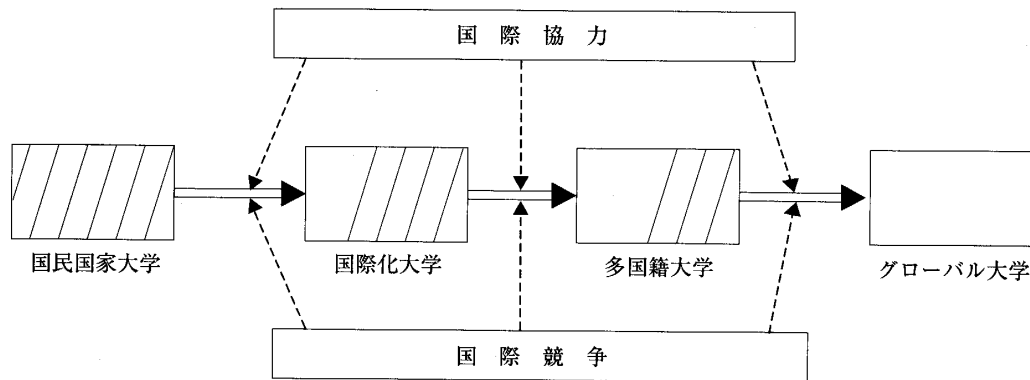 国際協力
国民国家大学
国際化大学
多国籍大学
グローバル大学
国際競争